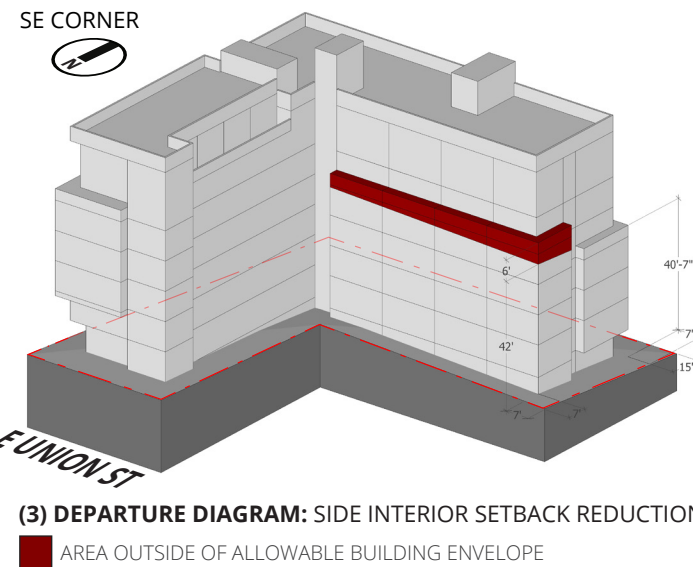 SE CORNER
N
40'-7"
6'
7'
42'
15'
7'
7'
E UNION ST
(3) DEPARTURE DIAGRAM: SIDE INTERIOR SETBACK REDUCTION
AREA OUTSIDE OF ALLOWABLE BUILDING ENVELOPE